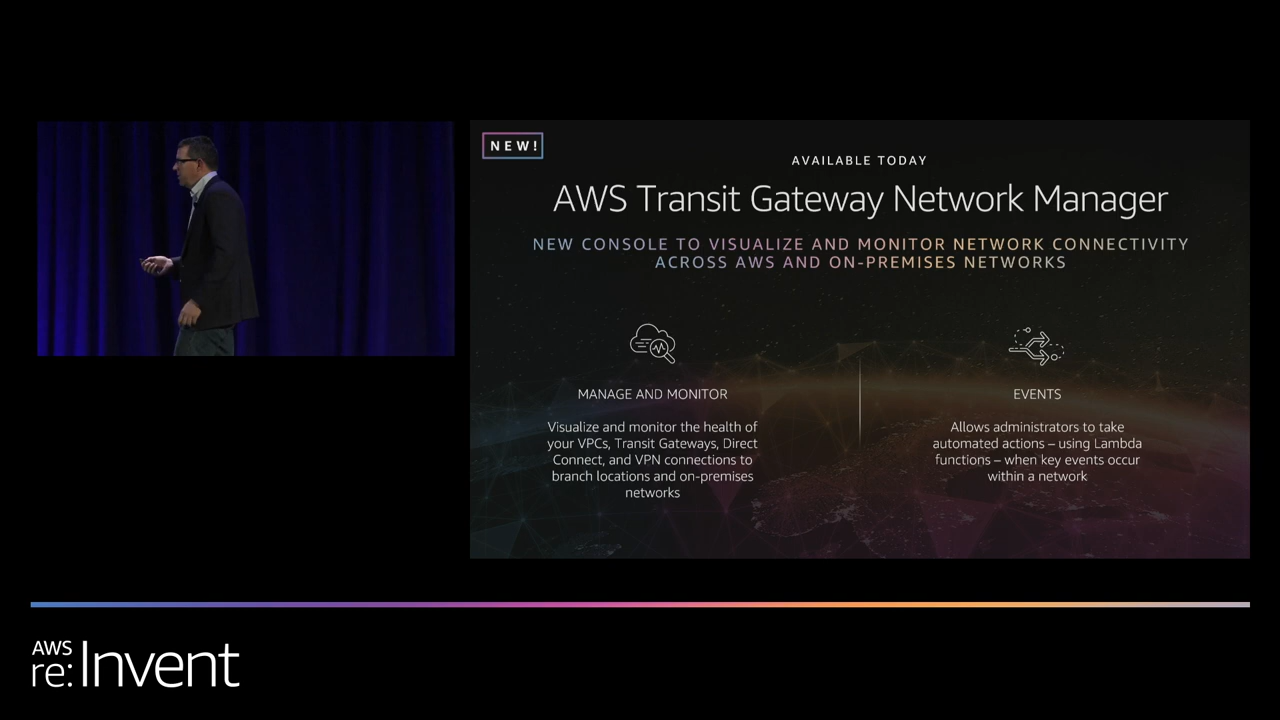 NEW!
AVAILABLE TODAY
AWS Transit Gateway Network Manager
NEW CONSOLE TO VISUALIZE AND MONITOR NETWORK CONNECTIVITY
ACROSS AWS AND ON-PREMISES NETWORKS
MANAGE AND MONITOR
Visualize and monitor the health of
your VPCs, Transit Gateways, Direct
Connect, and VPN connections to
branch locations and on-premises
networks
EVENTS
Allows administrators to take
automated actions – using Lambda
functions – when key events occur
within a network
AWS
re:Invent